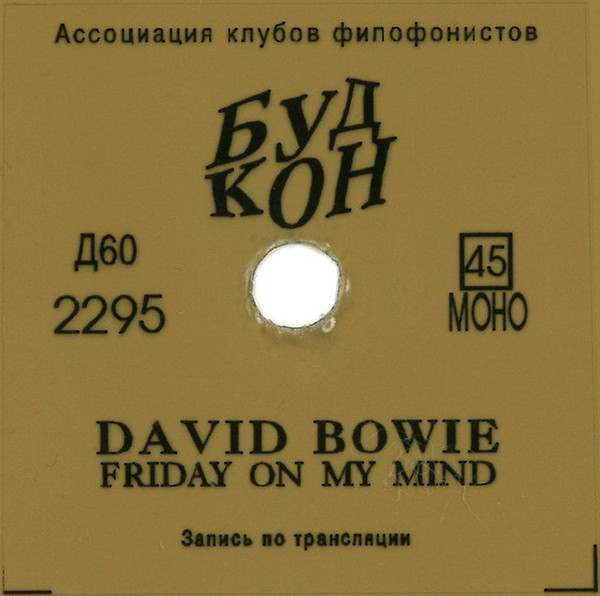 Ассоциация клубов филофонистов
БУД
КОН
Д60
45
2295
МОНО
DAVID BOWIE
FRIDAY ON MY MIND
Запись по трансляции